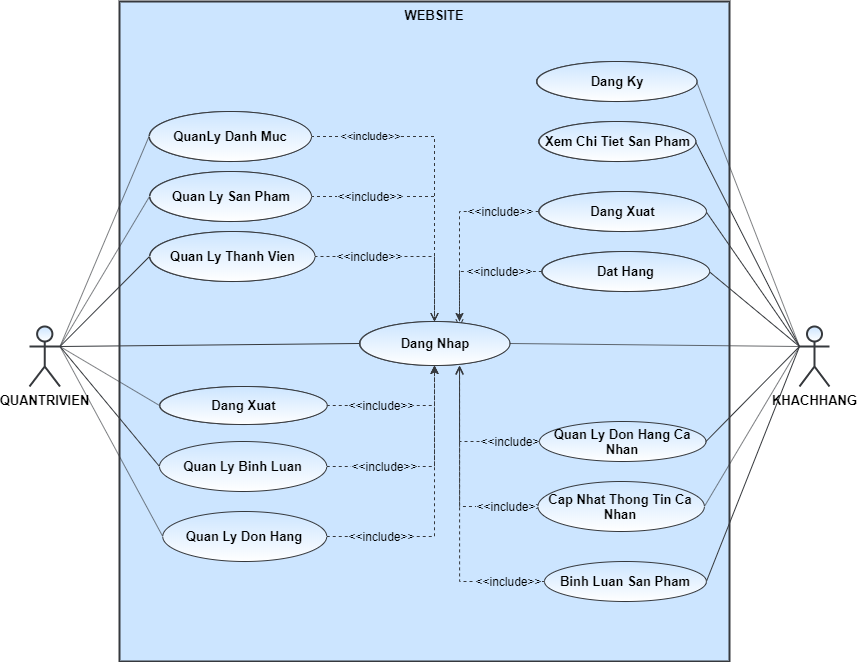 WEBSITE
Dang Ky
QuanLy Danh Muc
<<include>>
Xem Chi Tiet San Pham
Quan Ly San Pham
<<include>>
<<include>>
Dang Xuat
Quan Ly Thanh Vien
<<include>>
<<include>>
Dat Hang
Dang Nhap
QUANTRIVIEN
KHACHHANG
Dang Xuat
<<include>>
<<include>>
Quan Ly Don Hang Ca
Nhan
Quan Ly Binh Luan
<<include>>
<<include>>
Cap Nhat Thong Tin Ca
Nhan
Quan Ly Don Hang
<<include>>
<<include>>
Binh Luan San Pham